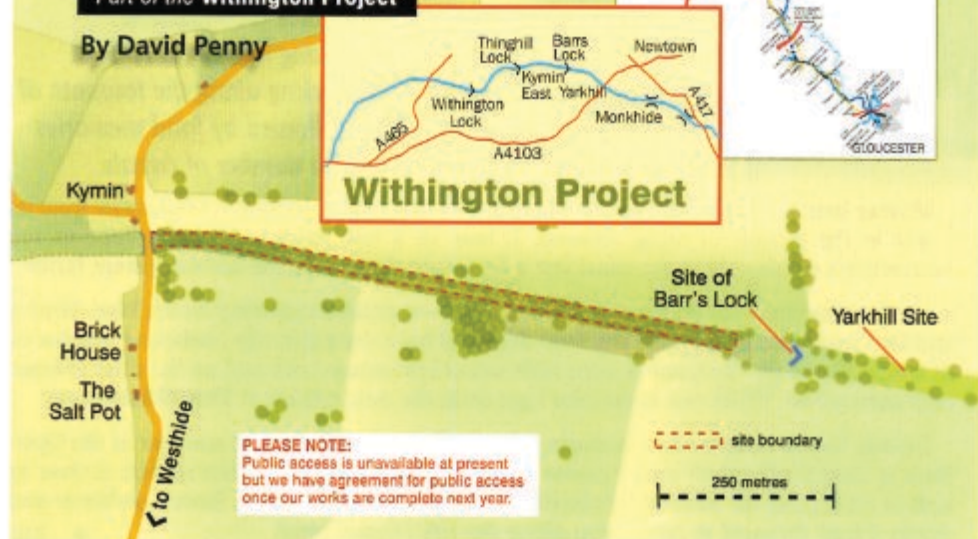 Part of the Withington Project
By David Penny
Thinghill
Lock
Barrs
Lock
Newtown
Kymin
East
Yarkhill
Withington
Lock
Monkhide
A465
A417
A4103
Withington Project
GLOUCESTER
Kymin
Site of
Barr's Lock
Yarkhill Site
Brick
House
The
Salt Pot
to Westhide
PLEASE NOTE:
Public access is unavailable at present
but we have agreement for public access
once our works are complete next year.
site boundary
250 metres